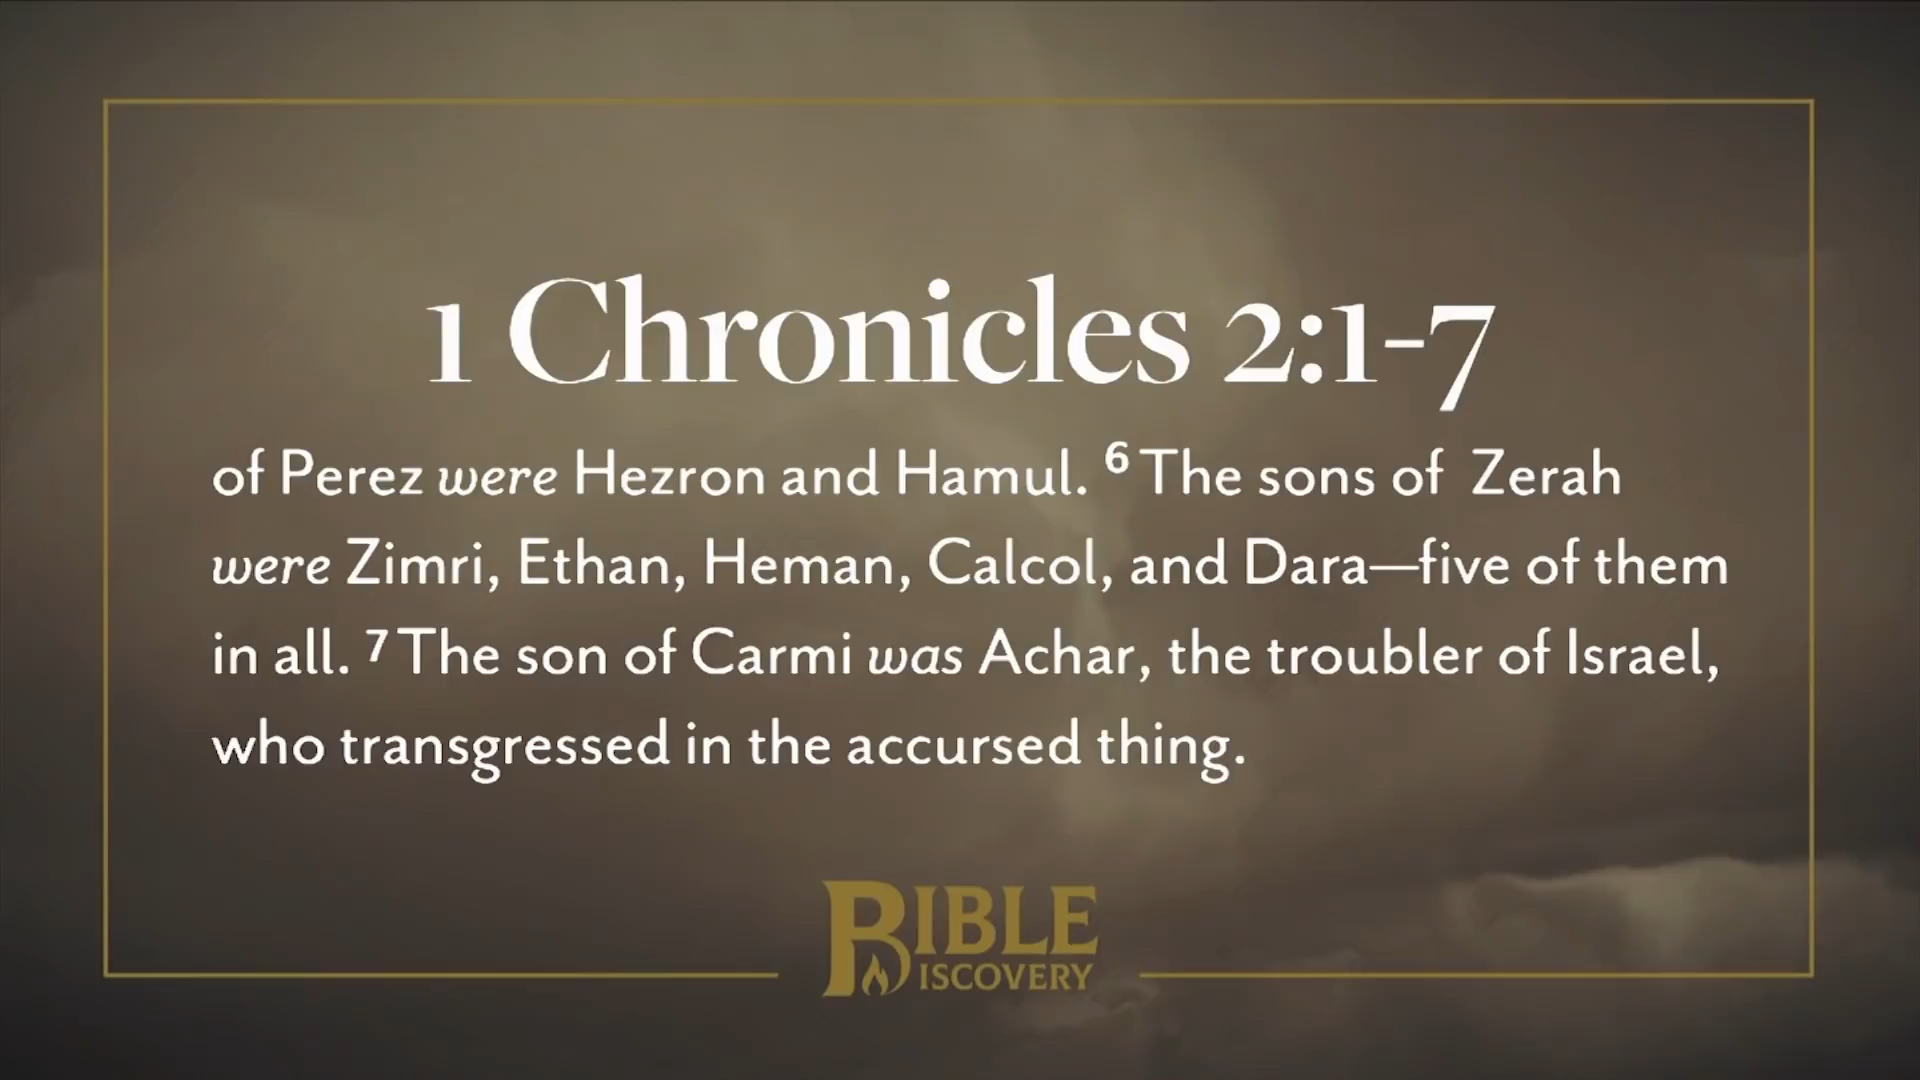 1 Chronicles 2:1-7
of Perez were Hezron and Hamul. 6 The sons of Zerah
were Zimri, Ethan, Heman, Calcol, and Dara—five of them
in all. 7 The son of Carmi was Achar, the troubler of Israel,
who transgressed in the accursed thing.
BIBLE
DISCOVERY